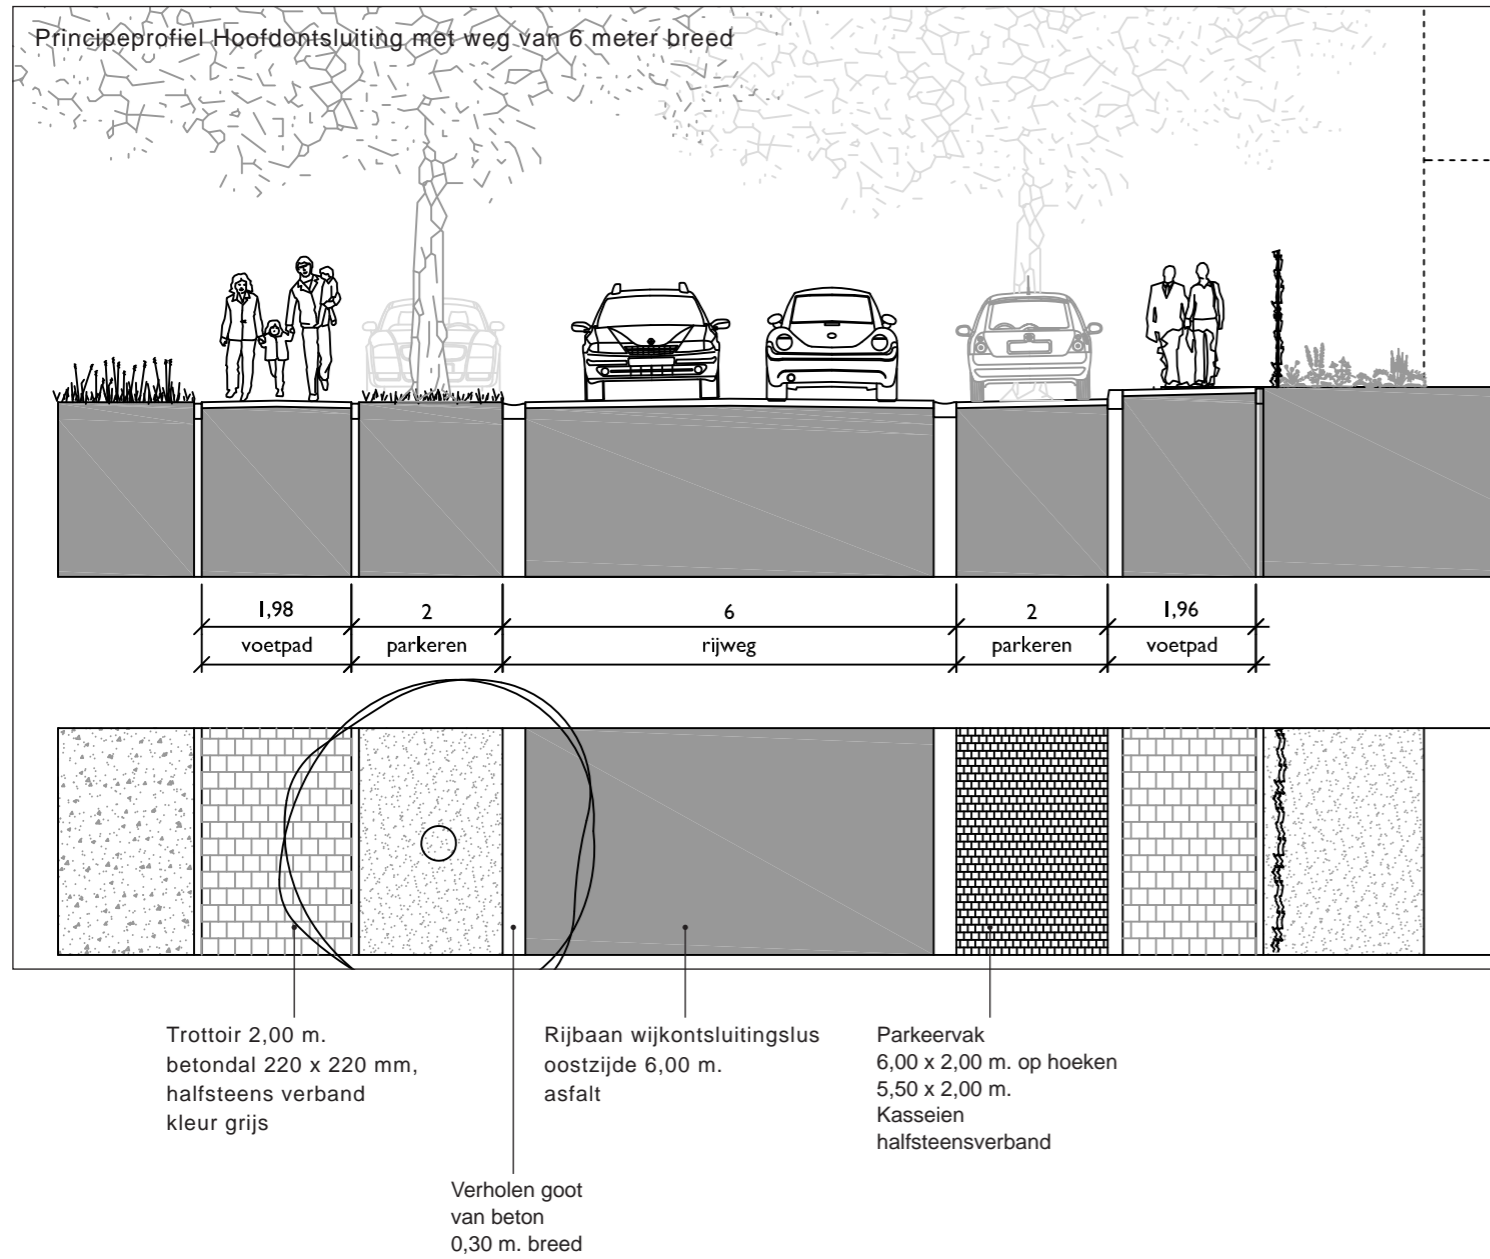 Principeprofiel Hoofdontsluiting met weg van 6 meter breed
1,98 2 6 2 1,96
voetpad parkeren rijweg parkeren voetpad
Trottoir 2,00 m.
betondal 220 x 220 mm,
halfsteens verband
kleur grijs
Verholen goot
van beton
0,30 m. breed
Rijbaan wijkontsluitingslus
oostzijde 6,00 m.
asfalt
Parkeervak
6,00 x 2,00 m. op hoeken
5,50 x 2,00 m.
Kasseien
halfsteensverband